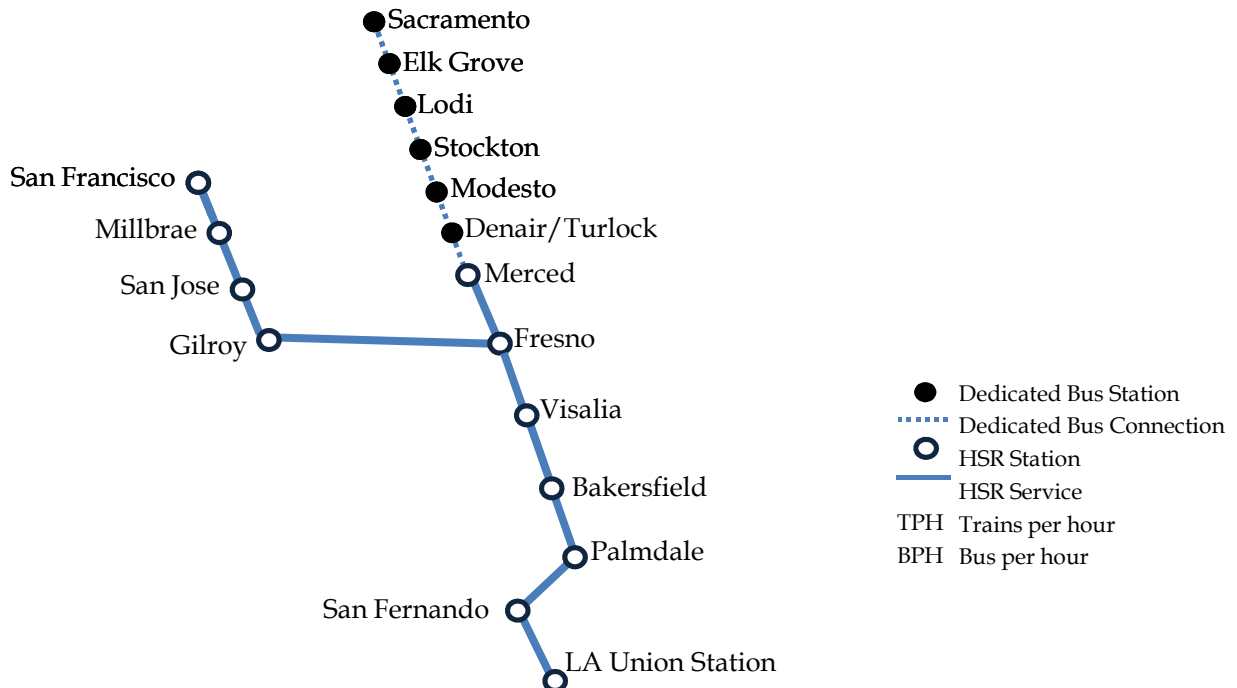 Sacramento
Elk Grove
Lodi
Stockton
San Francisco
Modesto
Millbrae
Denair/Turlock
Merced
San Jose
Gilroy
Fresno
Visalia
Bakersfield
Palmdale
San Fernando
LA Union Station
Dedicated Bus Station
Dedicated Bus Connection
HSR Station
HSR Service
TPH Trains per hour
BPH Bus per hour